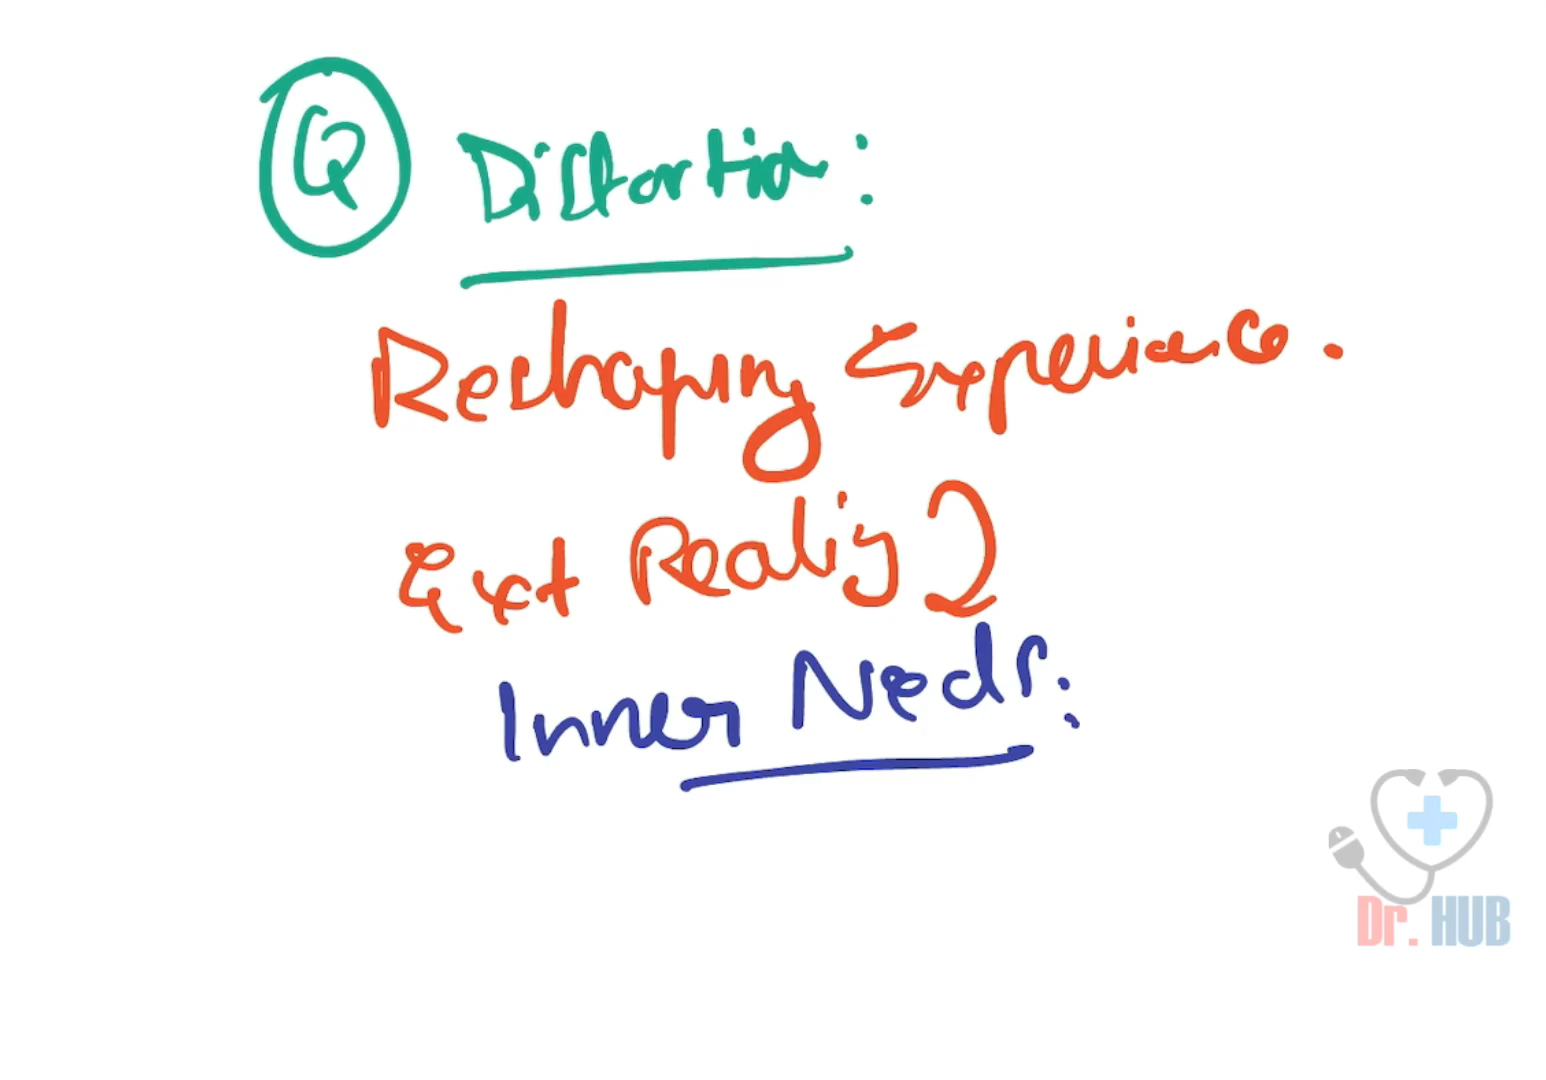 Q Distortion:
Reshaping Experience.
Ext Reality 2
Inner Needs:
Dr. HUB